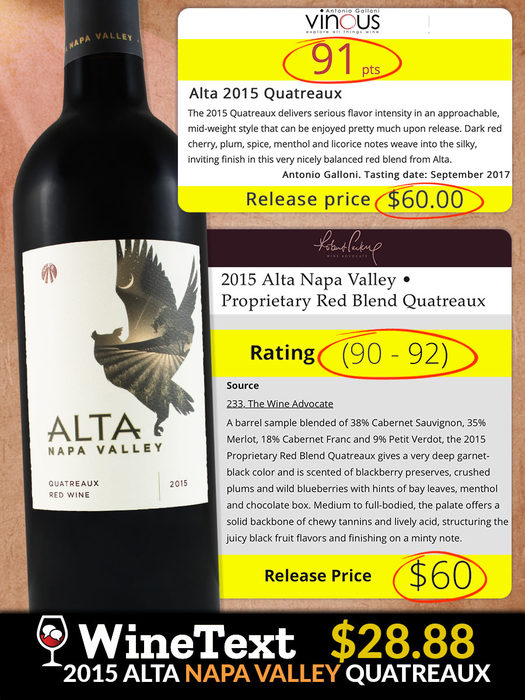 NAPA VALLEY
Antonio Galloni
vinous
explore all things wine
91 pts
Alta 2015 Quatreaux
The 2015 Quatreaux delivers serious flavor intensity in an approachable,
mid-weight style that can be enjoyed pretty much upon release. Dark red
cherry, plum, spice, menthol and licorice notes weave into the silky,
inviting finish in this very nicely balanced red blend from Alta.
Antonio Galloni. Tasting date: September 2017
Release price $60.00
Robert Parker
WINE ADVOCATE
2015 Alta Napa Valley •
Proprietary Red Blend Quatreaux
Rating (90 - 92)
Source
233, The Wine Advocate
A barrel sample blended of 38% Cabernet Sauvignon, 35%
Merlot, 18% Cabernet Franc and 9% Petit Verdot, the 2015
Proprietary Red Blend Quatreaux gives a very deep garnet-
black color and is scented of blackberry preserves, crushed
plums and wild blueberries with hints of bay leaves, menthol
and chocolate box. Medium to full-bodied, the palate offers a
solid backbone of chewy tannins and lively acid, structuring the
juicy black fruit flavors and finishing on a minty note.
Release Price $60
ALTA
NAPA VALLEY
QUATREAUX
RED WINE
2015
WineText $28.88
2015 ALTA NAPA VALLEY QUATREAUX